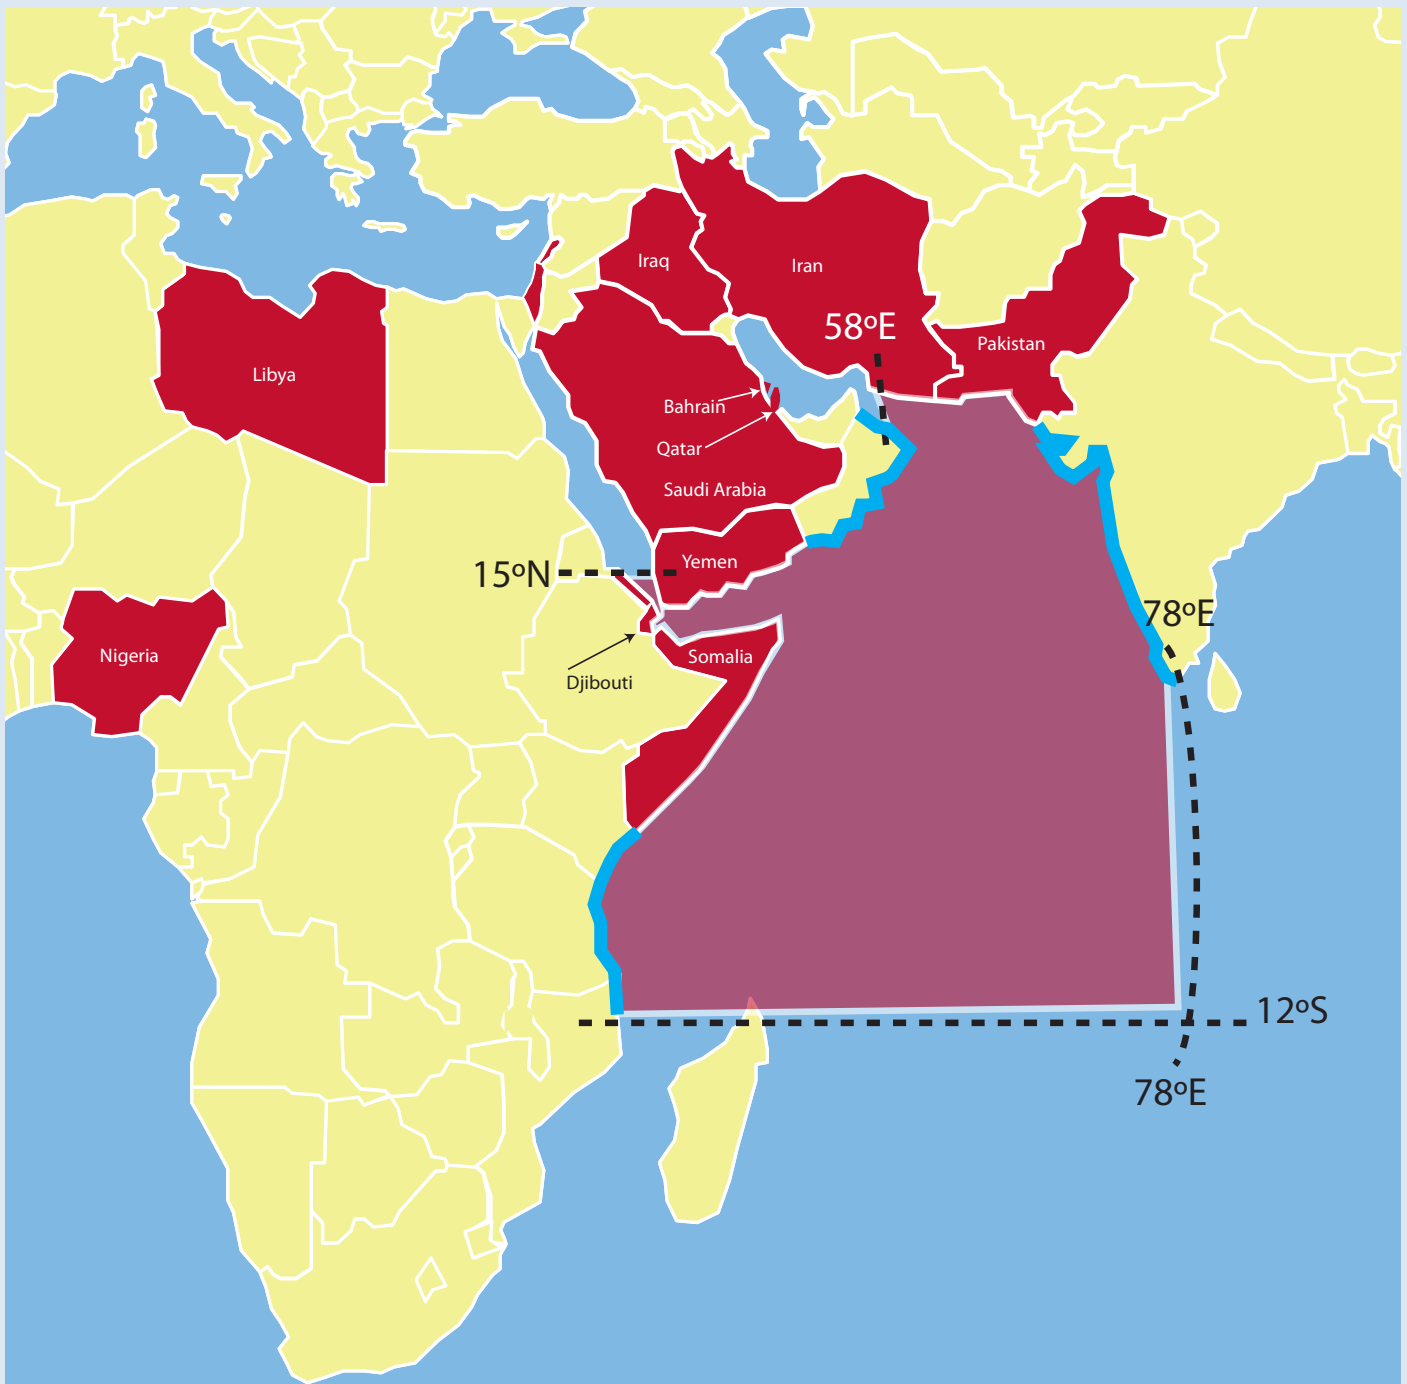 Iraq
Iran
58ºE
Pakistan
Libya
Bahrain
Qatar
Saudi Arabia
Yemen
15ºN
78ºE
Nigeria
Somalia
Djibouti
12ºS
78ºE